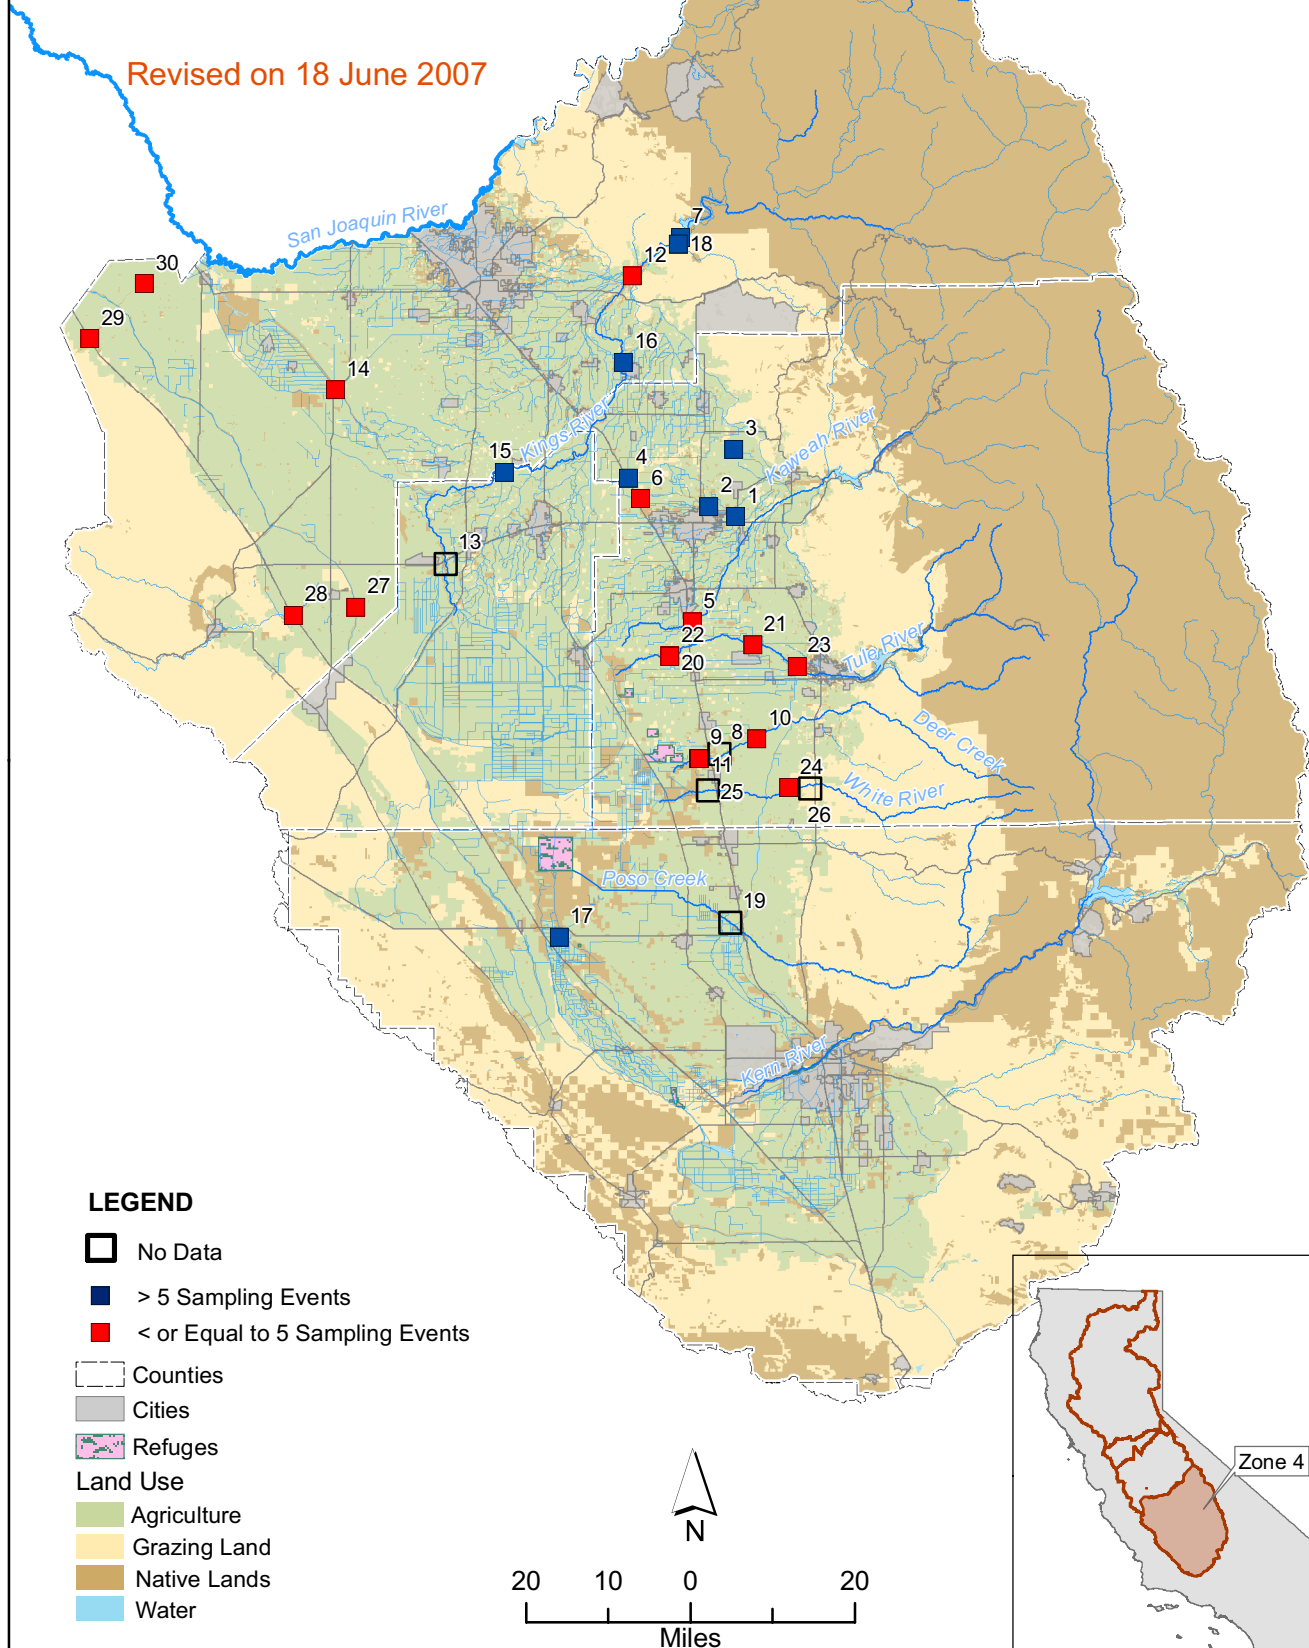 Revised on 18 June 2007
San Joaquin River
7
18
12
30
29
16
14
Kings River
3
Kaweah River
15
4
6
2
1
13
28
27
5
22
21
20
23
Tule River
10
9
8
11
Deer Creek
24
25
White River
26
Poso Creek
19
17
Kern River
LEGEND
No Data
> 5 Sampling Events
< or Equal to 5 Sampling Events
Counties
Cities
Refuges
Land Use
Agriculture
Grazing Land
Native Lands
Water
N
20 10 0 20
Miles
Zone 4